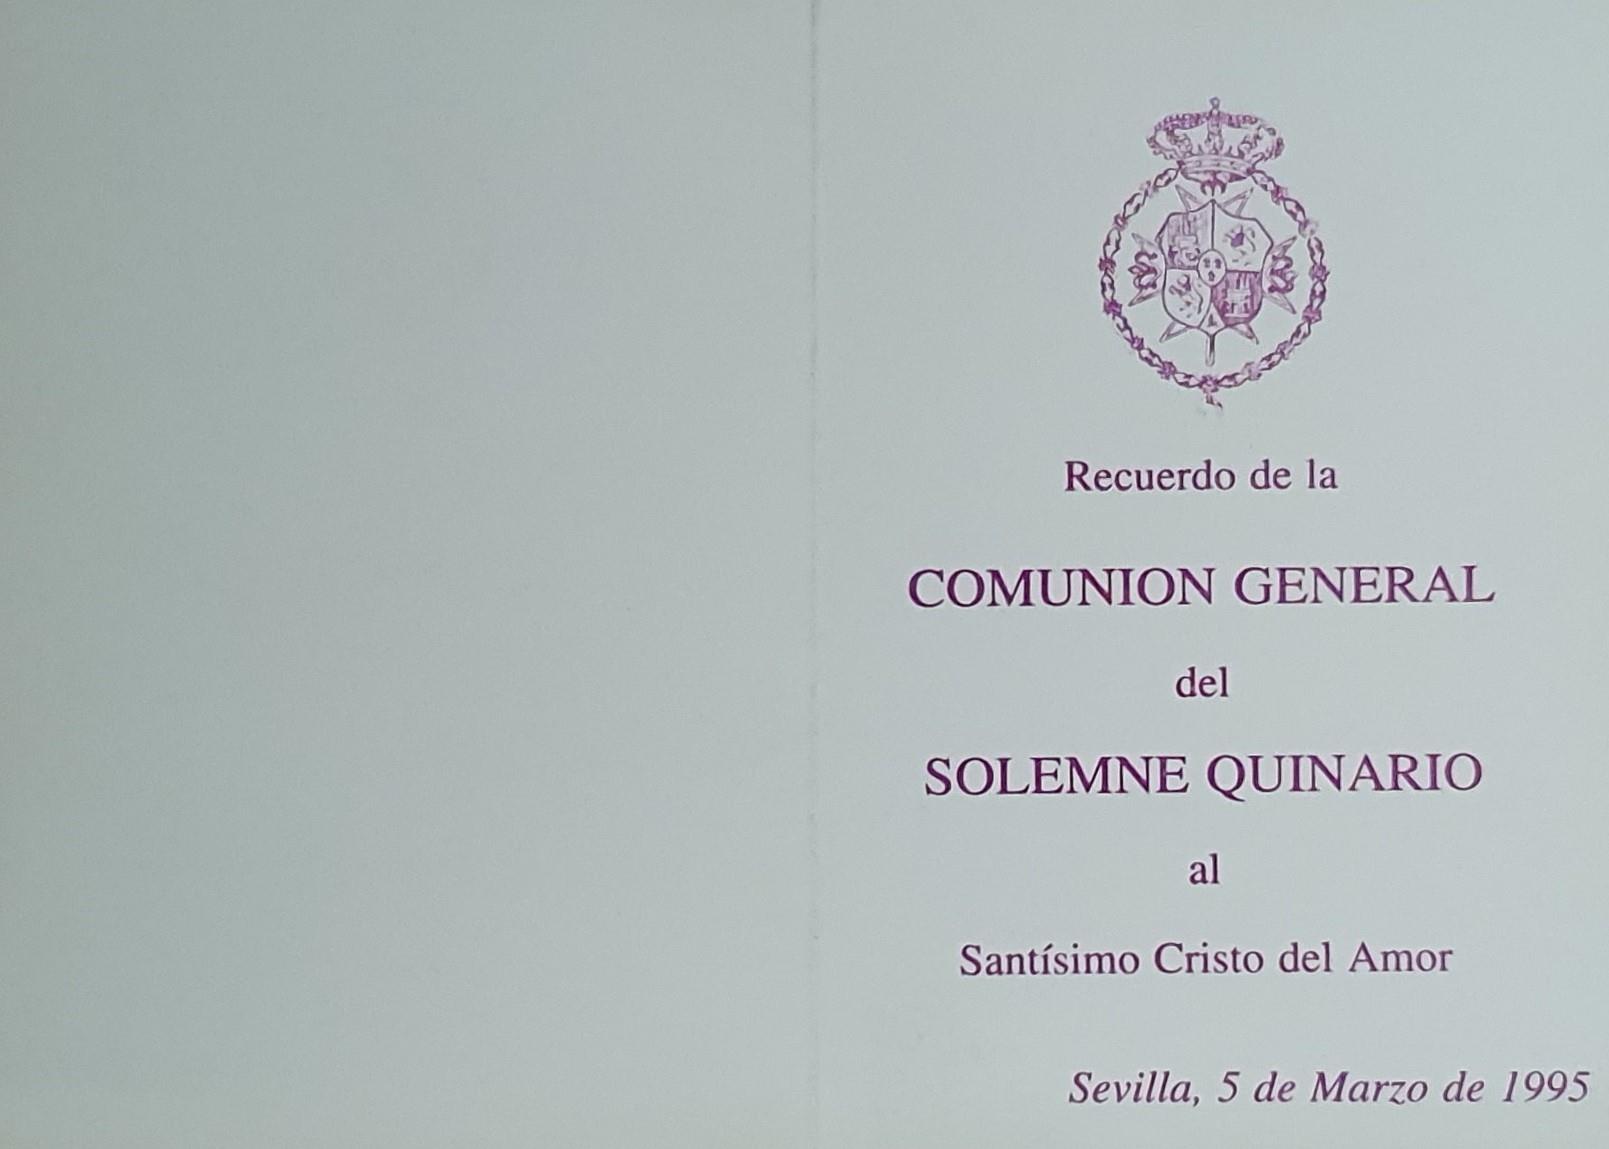 Recuerdo de la
COMUNION GENERAL
del
SOLEMNE QUINARIO
al
Santísimo Cristo del Amor
Sevilla, 5 de Marzo de 1995